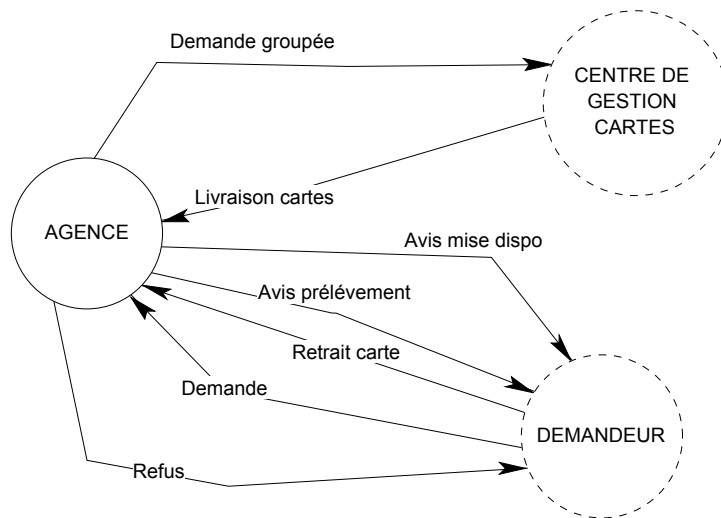 Demande groupée
CENTRE DE
GESTION
CARTES
Livraison cartes
AGENCE
Avis mise dispo
Avis prélévement
Retrait carte
Demande
DEMANDEUR
Refus